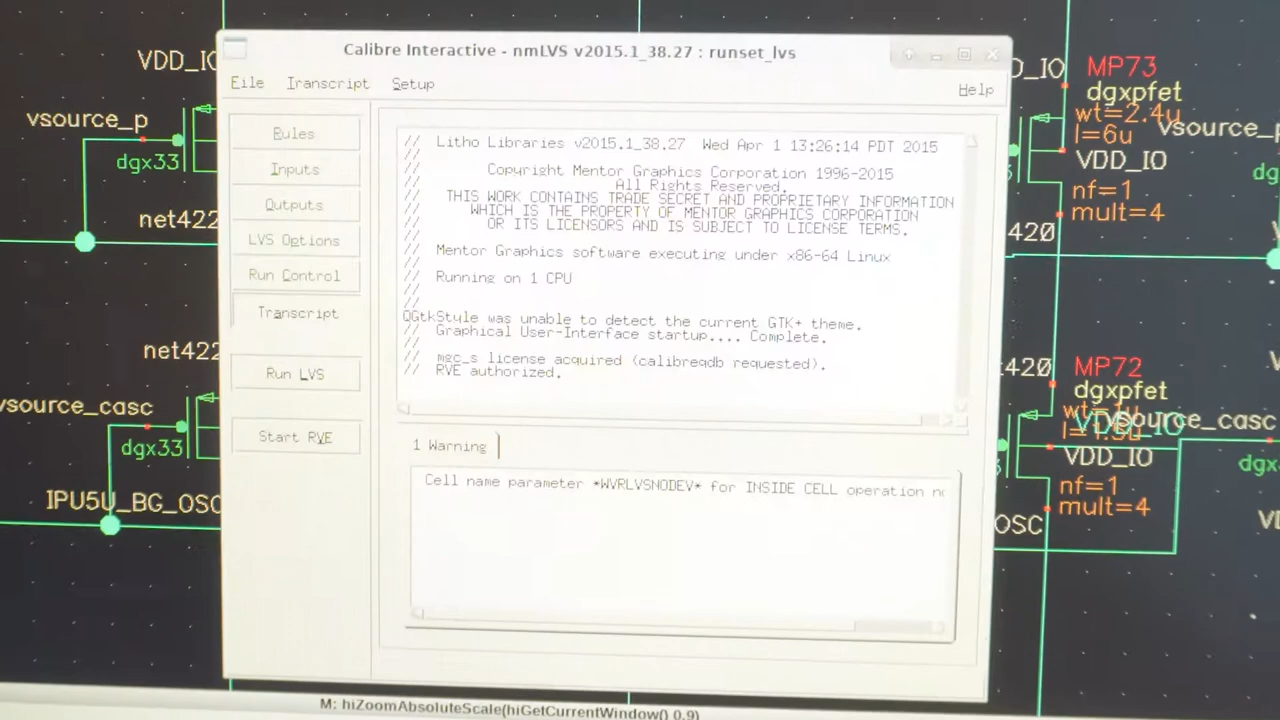 Calibre Interactive - nmLVS v2015.1_38.27 : runset_lvs
File Transcript Setup Help
Rules
Inputs
Outputs
LVS Options
Run Control
Transcript
Run LVS
Start RVE
// Litho Libraries v2015.1_38.27 Wed Apr 1 13:26:14 PDT 2015
//
// Copyright Mentor Graphics Corporation 1996-2015
// All Rights Reserved.
// THIS WORK CONTAINS TRADE SECRET AND PROPRIETARY INFORMATION
// WHICH IS THE PROPERTY OF MENTOR GRAPHICS CORPORATION
// OR ITS LICENSORS AND IS SUBJECT TO LICENSE TERMS.
//
// Mentor Graphics software executing under x86-64 Linux
//
// Running on 1 CPU
//
//
QGtkStyle was unable to detect the current GTK+ theme.
// Graphical User-Interface startup.... Complete.
//
// mgc_s license acquired (calibreqdb requested).
// RVE authorized.
1 Warning
Cell name parameter *WVRLVSNODEV* for INSIDE CELL operation
VDD_IO
vsource_p
dgx33
net422
net422
vsource_casc
dgx33
IPU5U_BG_OSC
D_IO
MP73
dgxpfet
wt=2.4u
l=6u
VDD_IO
nf=1
mult=4
vsource_p
dg
420
t420
MP72
dgxpfet
VDD_IO
vsource_casc
VDD_IO
nf=1
mult=4
dgx
OSC
M: hiZoomAbsoluteScale(hiGetCurrentWindow() 0.9)